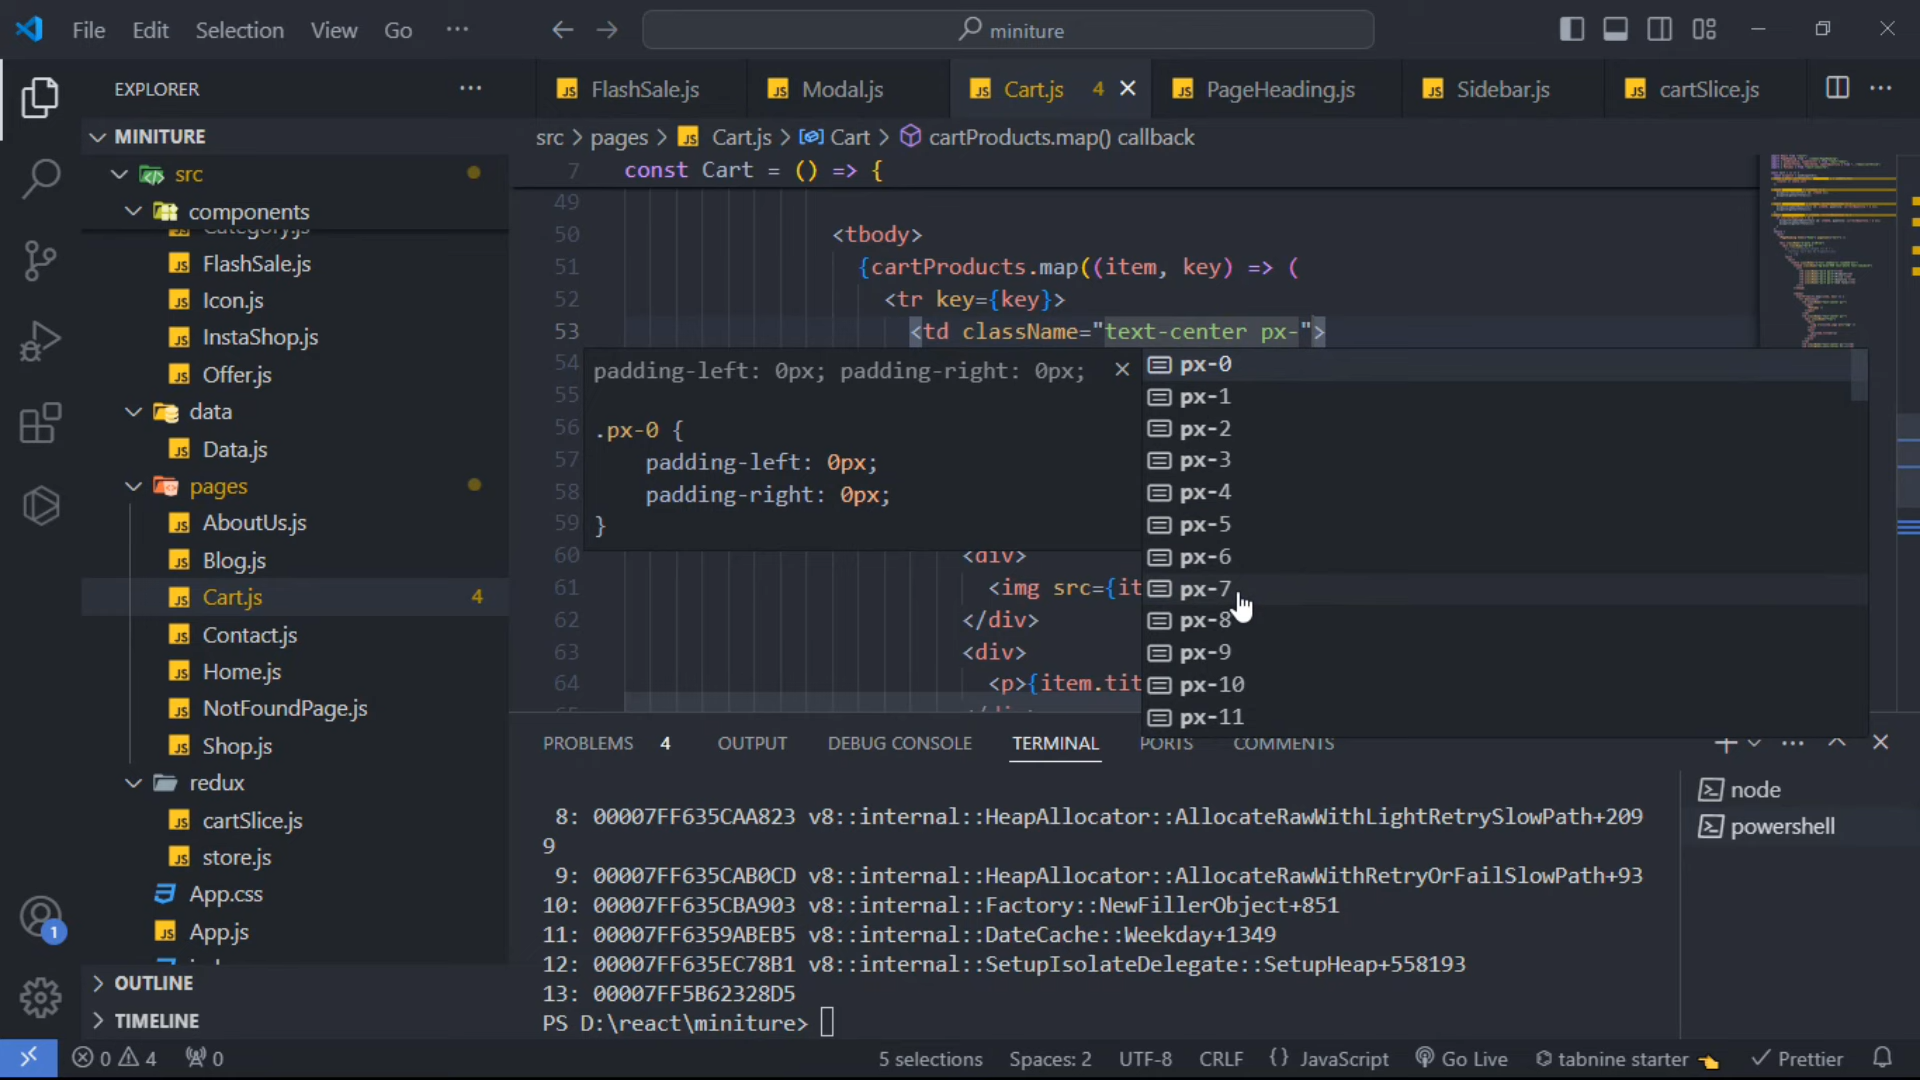 File Edit Selection View Go ···
miniture
EXPLORER ···
MINITURE
src
components
Category.js
FlashSale.js
Icon.js
InstaShop.js
Offer.js
data
Data.js
pages
AboutUs.js
Blog.js
Cart.js 4
Contact.js
Home.js
NotFoundPage.js
Shop.js
redux
cartSlice.js
store.js
App.css
App.js
OUTLINE
TIMELINE
1
FlashSale.js Modal.js Cart.js 4 PageHeading.js Sidebar.js cartSlice.js
src > pages > Cart.js > Cart > cartProducts.map() callback
7 const Cart = () => {
49
50 <tbody>
51 {cartProducts.map((item, key) => (
52 <tr key={key}>
53 <td className="text-center px-">
54
55
56
57
58
59
60 <div>
61 <img src={it
62 </div>
63 <div>
64 <p>{item.tit
padding-left: 0px; padding-right: 0px;
.px-0 {
padding-left: 0px;
padding-right: 0px;
}
px-0
px-1
px-2
px-3
px-4
px-5
px-6
px-7
px-8
px-9
px-10
px-11
PROBLEMS 4 OUTPUT DEBUG CONSOLE TERMINAL PORTS COMMENTS
8: 00007FF635CAA823 v8::internal::HeapAllocator::AllocateRawWithLightRetrySlowPath+209
9
9: 00007FF635CAB0CD v8::internal::HeapAllocator::AllocateRawWithRetryOrFailSlowPath+93
10: 00007FF635CBA903 v8::internal::Factory::NewFillerObject+851
11: 00007FF6359ABEB5 v8::internal::DateCache::Weekday+1349
12: 00007FF635EC78B1 v8::internal::SetupIsolateDelegate::SetupHeap+558193
13: 00007FF5B62328D5
PS D:\react\miniture>
node
powershell
0 4 0 5 selections Spaces: 2 UTF-8 CRLF {} JavaScript Go Live tabnine starter Prettier